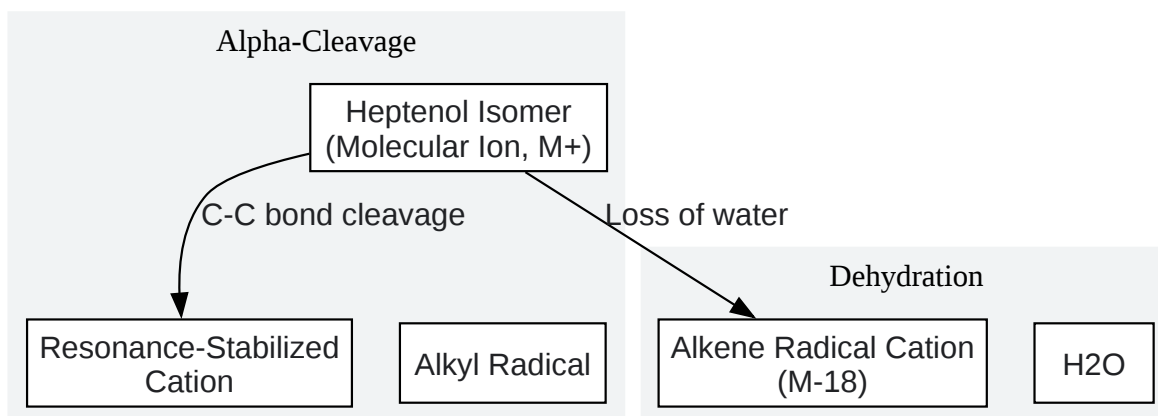 Alpha-Cleavage
Heptenol Isomer
(Molecular Ion, M+)
C-C bond cleavage
Loss of water
Dehydration
Resonance-Stabilized
Cation
Alkyl Radical
Alkene Radical Cation
(M-18)
H2O